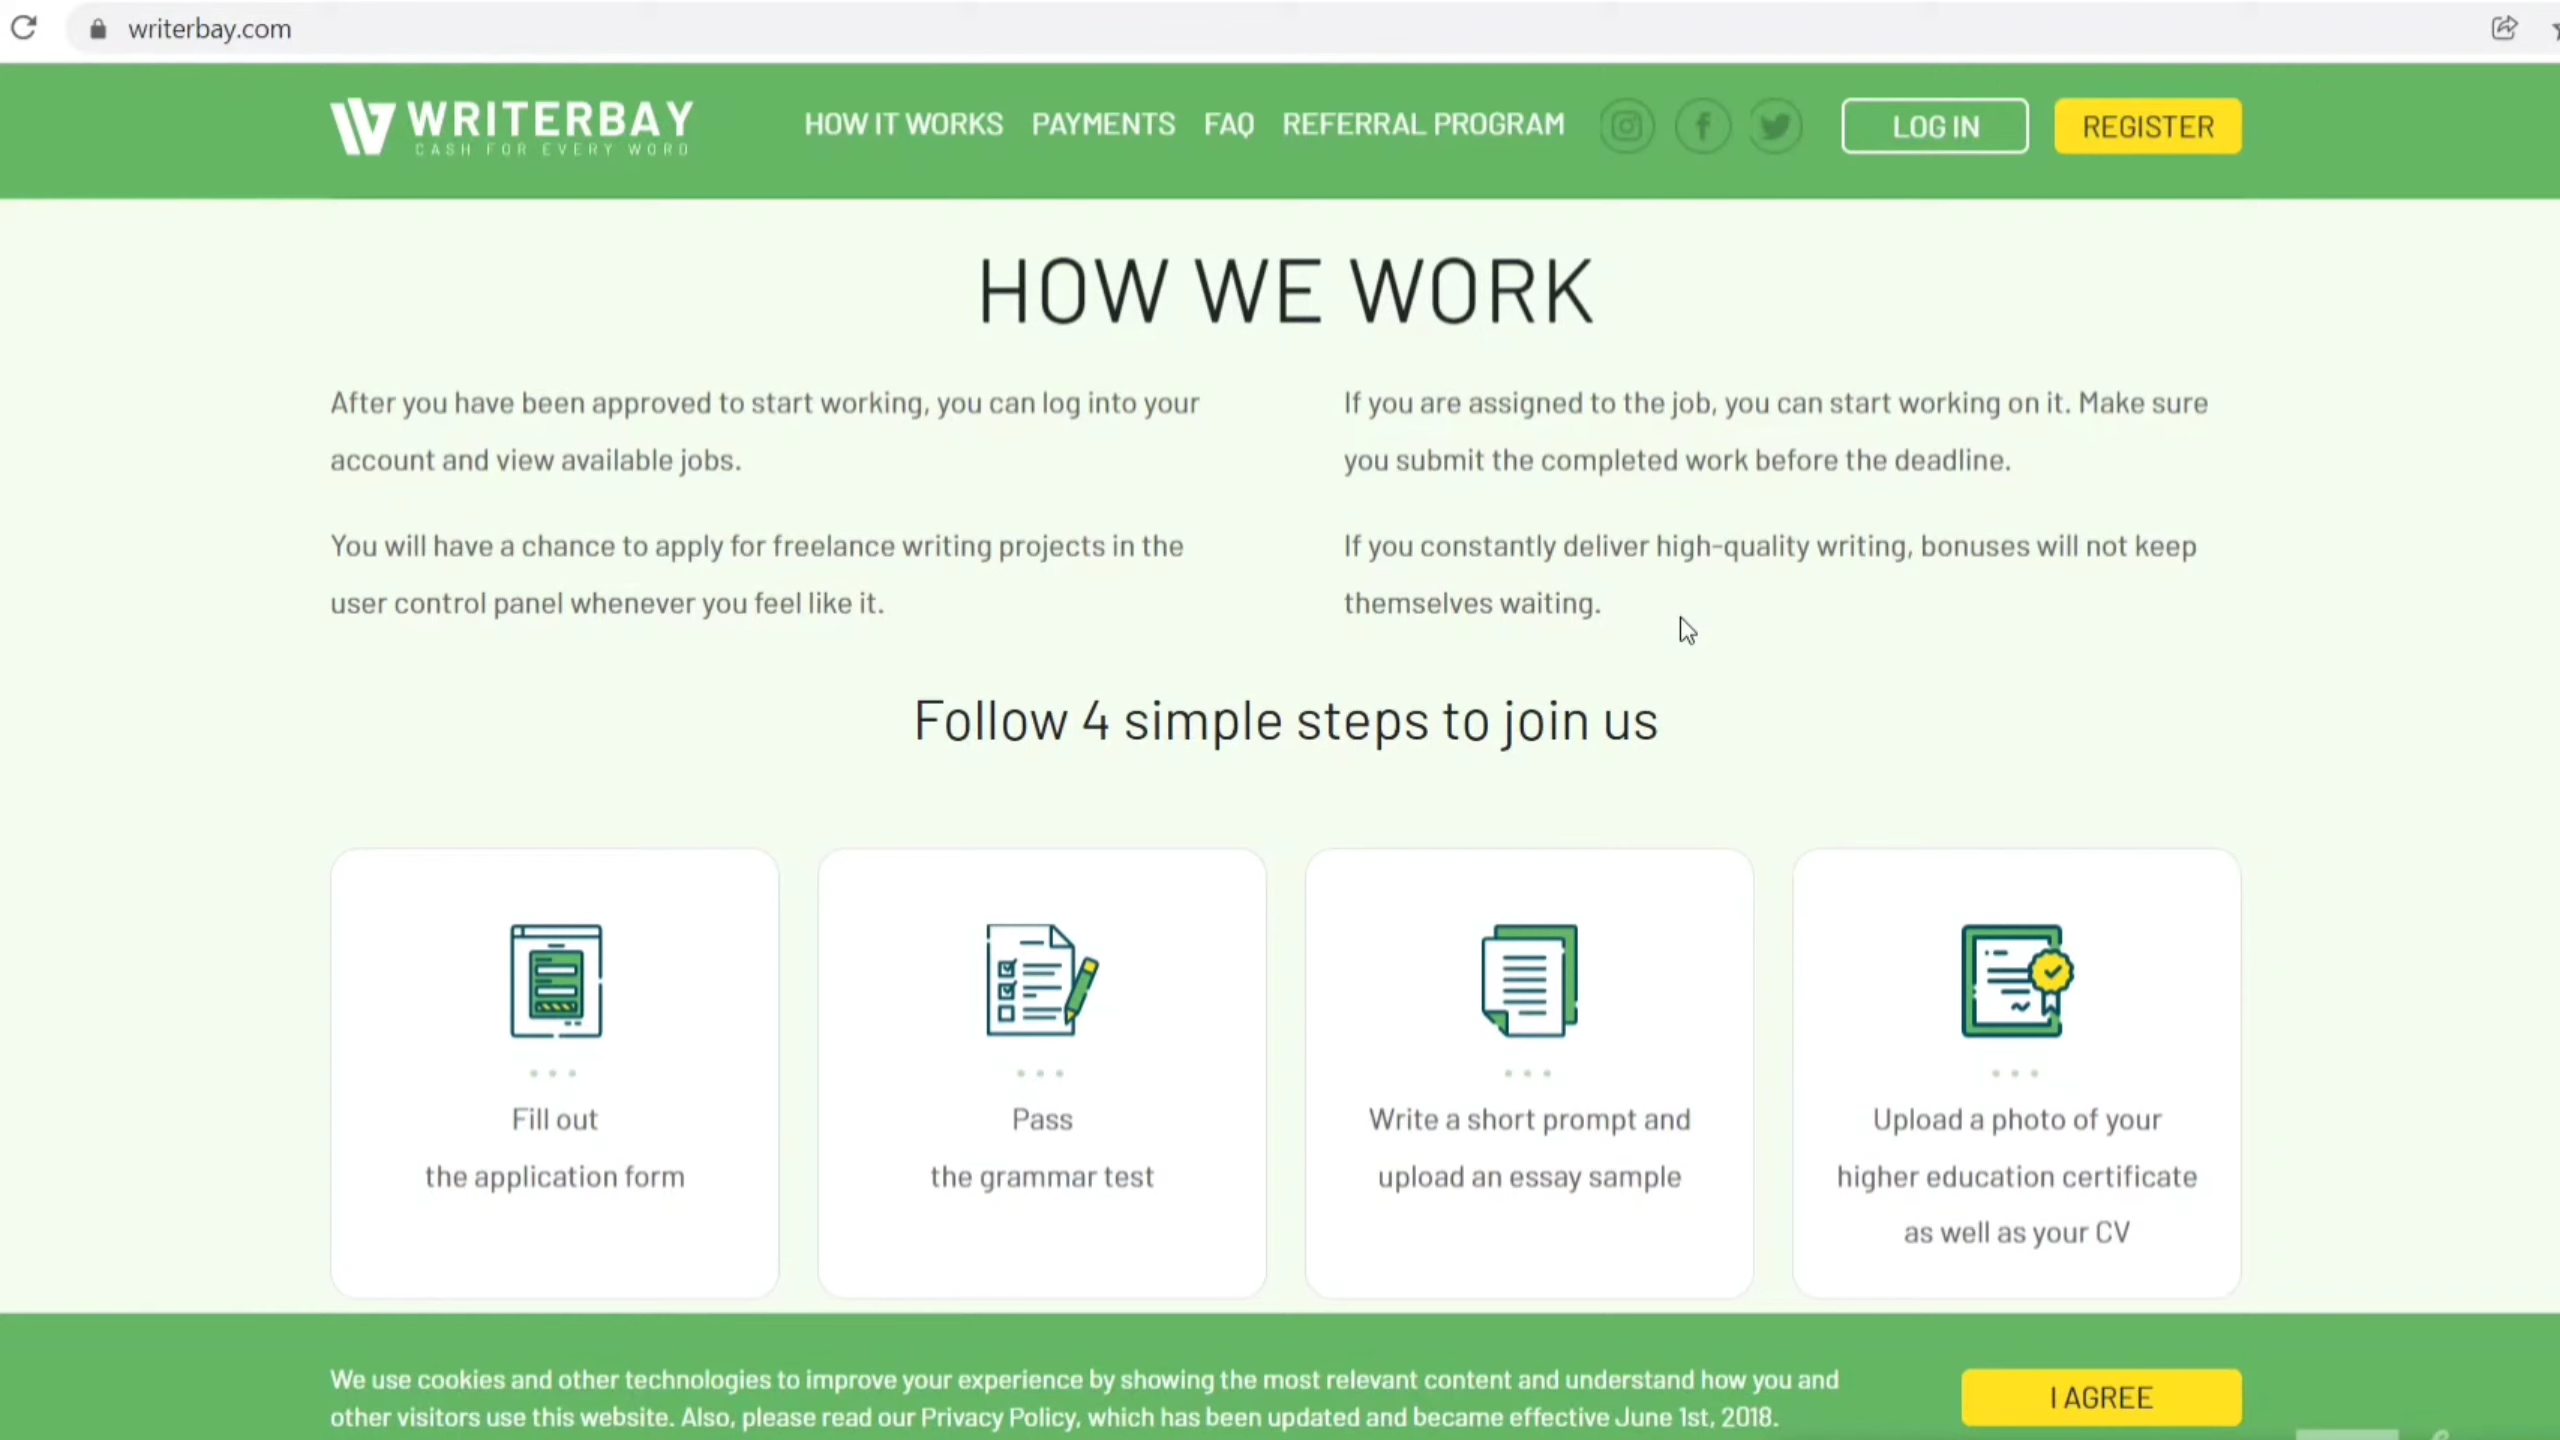 writerbay.com
WRITERBAY
CASH FOR EVERY WORD
HOW IT WORKS
PAYMENTS
FAQ
REFERRAL PROGRAM
LOG IN
REGISTER
HOW WE WORK
After you have been approved to start working, you can log into your
account and view available jobs.
You will have a chance to apply for freelance writing projects in the
user control panel whenever you feel like it.
If you are assigned to the job, you can start working on it. Make sure
you submit the completed work before the deadline.
If you constantly deliver high-quality writing, bonuses will not keep
themselves waiting.
Follow 4 simple steps to join us
Fill out
the application form
Pass
the grammar test
Write a short prompt and
upload an essay sample
Upload a photo of your
higher education certificate
as well as your CV
We use cookies and other technologies to improve your experience by showing the most relevant content and understand how you and
other visitors use this website. Also, please read our Privacy Policy, which has been updated and became effective June 1st, 2018.
I AGREE